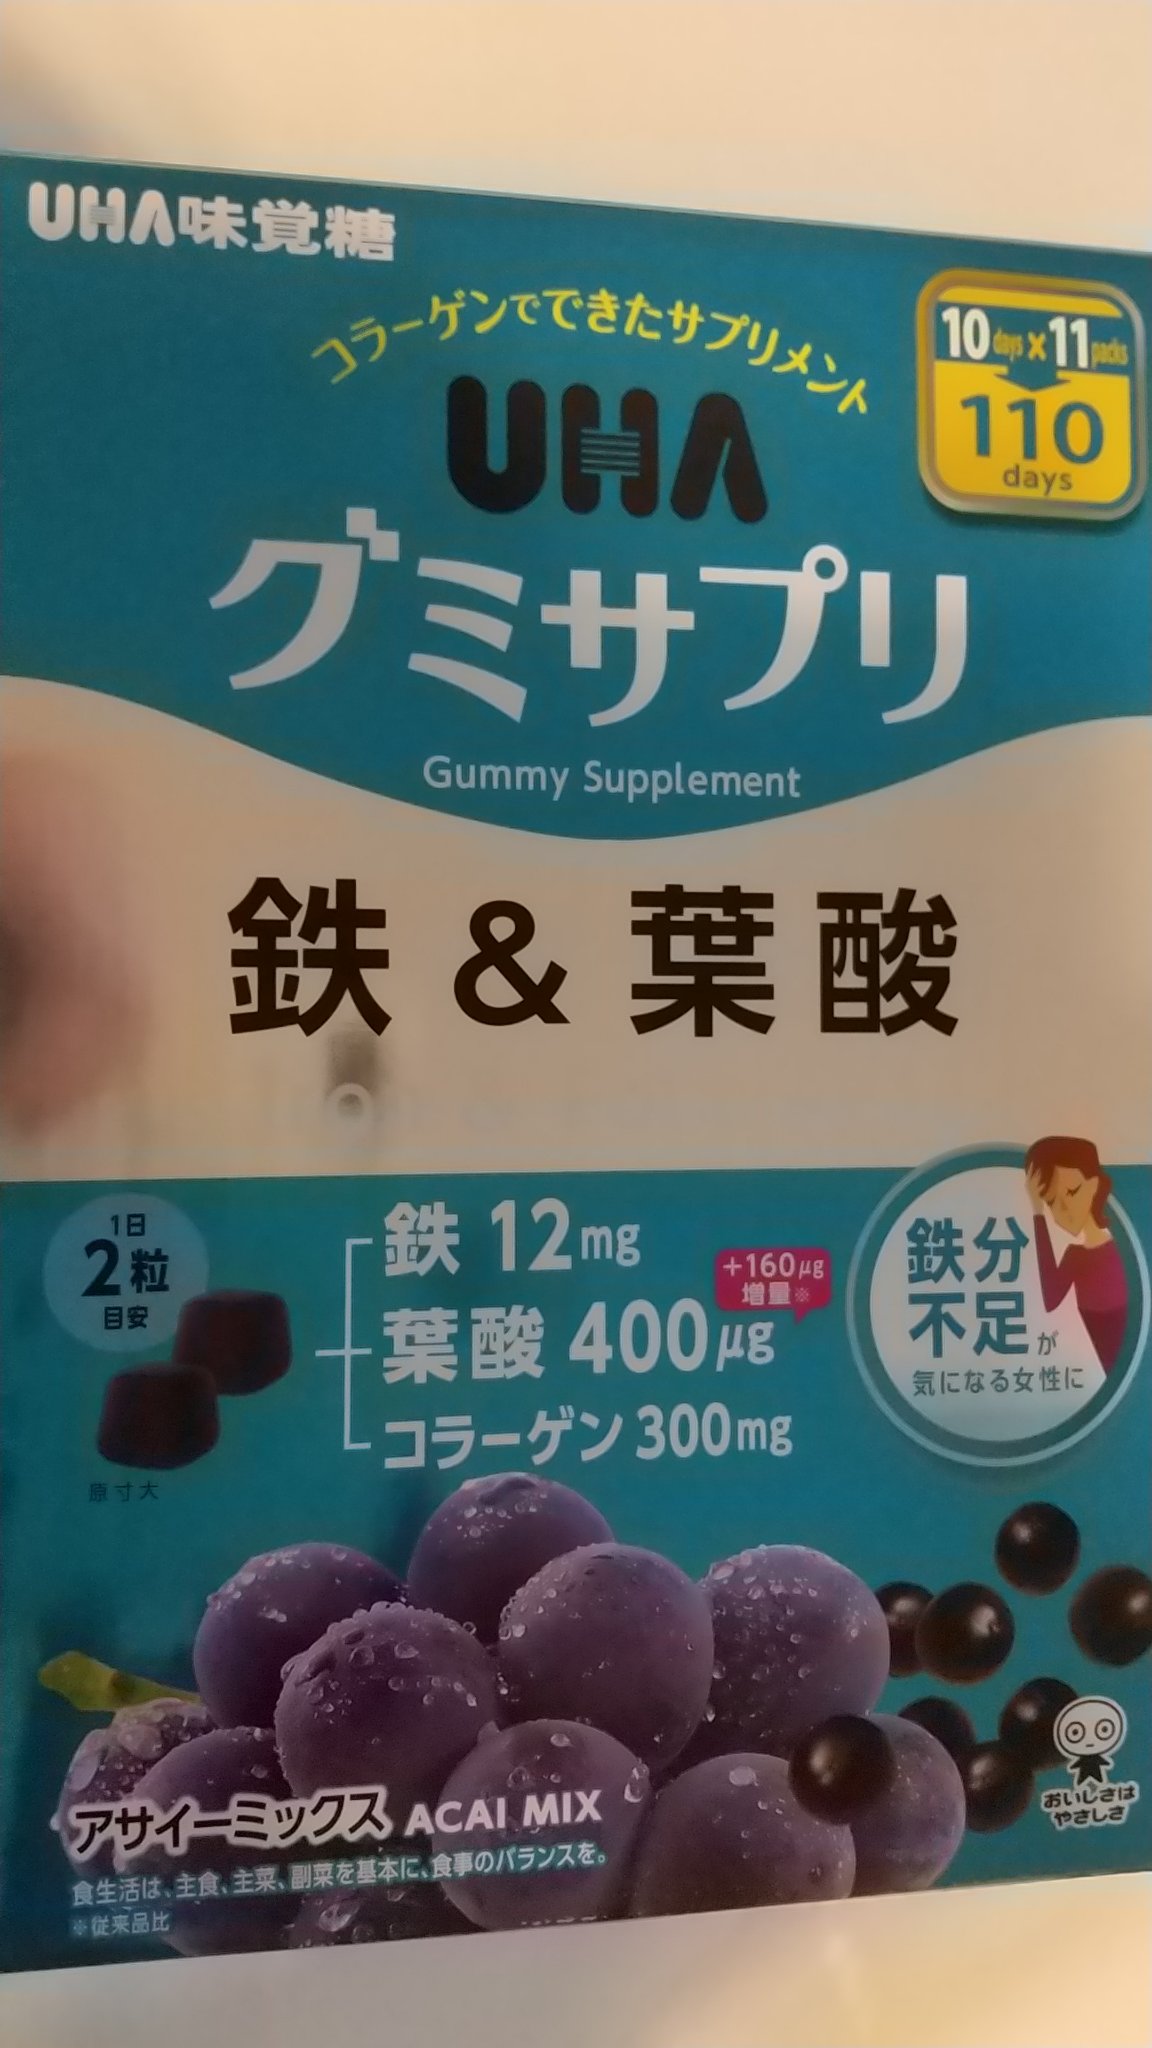 UHA味覚糖
コラーゲンでできたサプリメント
10days×11packs
110
days
UHA
グミサプリ
Gummy Supplement
鉄 & 葉酸
1日
2粒
目安
原寸大
鉄 12mg
葉酸 400μg
+160μg
増量※
コラーゲン 300mg
鉄分
不足が
気になる女性に
アサイーミックス ACAI MIX
食生活は、主食、主菜、副菜を基本に、食事のバランスを。
※従来品比
おいしさは
やさしさ